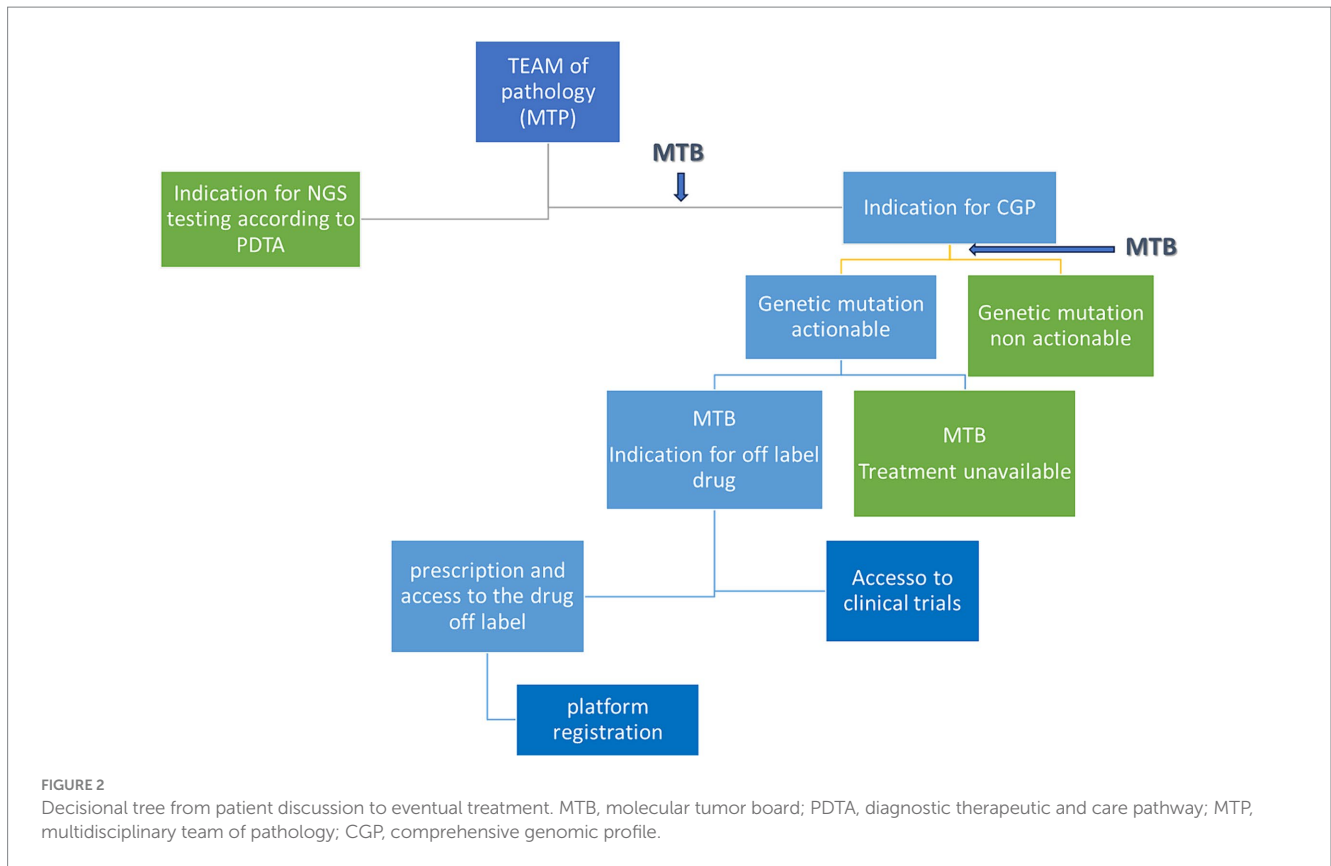 TEAM of
pathology
(MTP)
MTB
Indication for NGS
testing according to
PDTA
Indication for CGP
MTB
Genetic mutation
actionable
Genetic mutation
non actionable
MTB
Indication for off label
drug
MTB
Treatment unavailable
prescription and
access to the drug
off label
Accesso to
clinical trials
platform
registration
FIGURE 2
Decisional tree from patient discussion to eventual treatment. MTB, molecular tumor board; PDTA, diagnostic therapeutic and care pathway; MTP,
multidisciplinary team of pathology; CGP, comprehensive genomic profile.